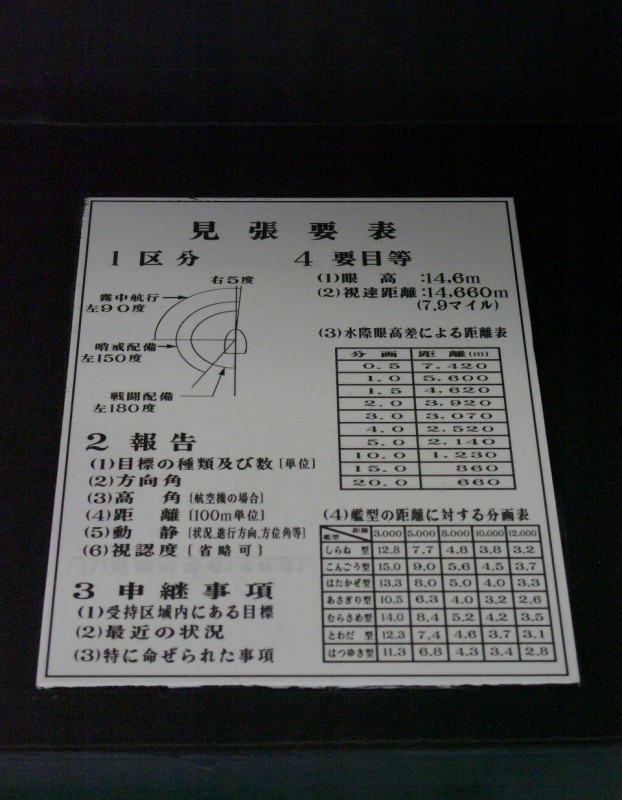 見張要表
1 区分
右5度
霧中航行
左90度
哨戒配備
左150度
戦闘配備
左180度
2 報告
(1)目標の種類及び数[単位]
(2)方向角
(3)高 角[航空機の場合]
(4)距 離[100m単位]
(5)動 静[状況、進行方向、方位角等]
(6)視認度[省略可]
3 申継事項
(1)受持区域内にある目標
(2)最近の状況
(3)特に命ぜられた事項
4 要目等
(1)眼 高:14,6m
(2)視達距離:14,660m
(7,9マイル)
(3)水際眼高差による距離表
分 画 距 離(m)
0.5 7.420
1.0 5.600
1.5 4.620
2.0 3.920
3.0 3.070
4.0 2.520
5.0 2.140
10.0 1.230
15.0 860
20.0 660
(4)艦型の距離に対する分画表
艦型 距離 3.000 5.000 8.000 10.000 12.000
しらね 型 12,8 7,7 4,8 3,8 3,2
こんごう型 15,0 9,0 5,6 4,5 3,7
はたかぜ型 13,3 8,0 5,0 4,0 3,3
あさぎり型 10,5 6,3 4,0 3,2 2,6
むらさめ型 14,0 8,4 5,2 4,2 3,5
とわだ 型 12,3 7,4 4,6 3,7 3,1
はつゆき型 11,3 6,8 4,3 3,4 2,8